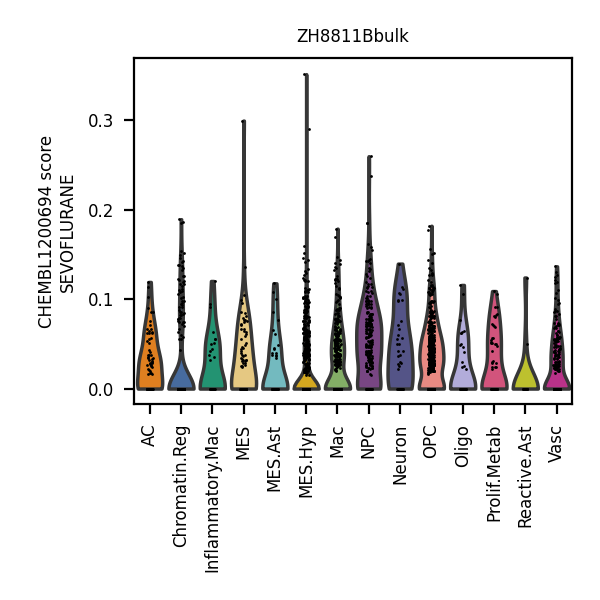 ZH8811Bbulk
CHEMBL1200694 score
SEVOFLURANE
0.3
0.2
0.1
0.0
AC
Chromatin.Reg
Inflammatory.Mac
MES
MES.Ast
MES.Hyp
Mac
NPC
Neuron
OPC
Oligo
Prolif.Metab
Reactive.Ast
Vasc